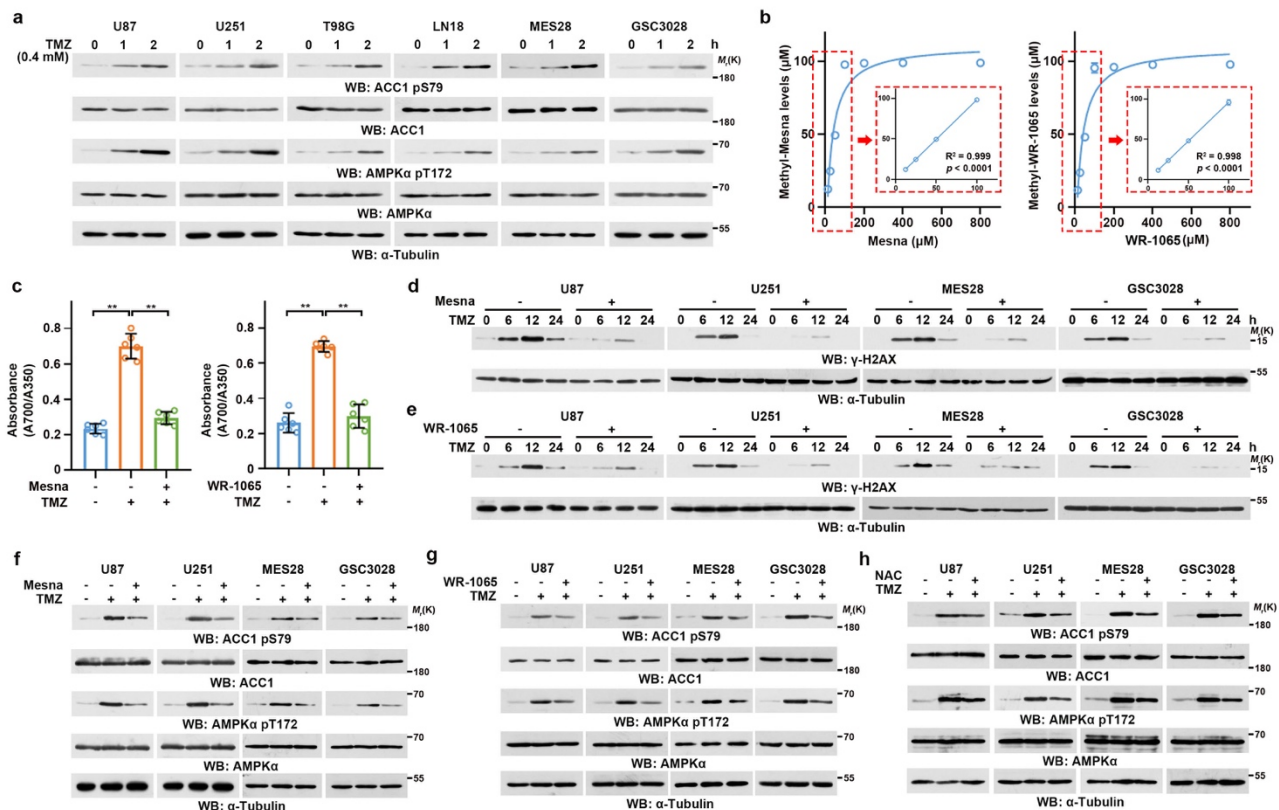 a
U87 U251 T98G LN18 MES28 GSC3028
TMZ (0.4 mM) 0 1 2 0 1 2 0 1 2 0 1 2 0 1 2 0 1 2 h
Mr(K)
180
WB: ACC1 pS79
180
WB: ACC1
70
WB: AMPKα pT172
70
WB: AMPKα
55
WB: α-Tubulin
b
Methyl-Mesna levels (µM)
100
50
0
0 200 400 600 800
Mesna (µM)
100
50
0
0 50 100
R² = 0.999
p < 0.0001
Methyl-WR-1065 levels (µM)
100
50
0
0 200 400 600 800
WR-1065 (µM)
100
50
0
0 50 100
R² = 0.998
p < 0.0001
c
** **
Absorbance (A700/A350)
0.8
0.6
0.4
0.2
0
Mesna - - +
TMZ - + +
** **
Absorbance (A700/A350)
0.8
0.6
0.4
0.2
0
WR-1065 - - +
TMZ - + +
d
U87 U251 MES28 GSC3028
Mesna - + - + - + - +
TMZ 0 6 12 24 0 6 12 24 0 6 12 24 0 6 12 24 0 6 12 24 0 6 12 24 0 6 12 24 0 6 12 24 h
Mr(K)
15
WB: γ-H2AX
55
WB: α-Tubulin
e
U87 U251 MES28 GSC3028
WR-1065 - + - + - + - +
TMZ 0 6 12 24 0 6 12 24 0 6 12 24 0 6 12 24 0 6 12 24 0 6 12 24 0 6 12 24 0 6 12 24 h
Mr(K)
15
WB: γ-H2AX
55
WB: α-Tubulin
f
U87 U251 MES28 GSC3028
Mesna - - + - - + - - + - - +
TMZ - + + - + + - + + - + +
Mr(K)
180
WB: ACC1 pS79
180
WB: ACC1
70
WB: AMPKα pT172
70
WB: AMPKα
55
WB: α-Tubulin
g
U87 U251 MES28 GSC3028
WR-1065 - - + - - + - - + - - +
TMZ - + + - + + - + + - + +
Mr(K)
180
WB: ACC1 pS79
180
WB: ACC1
70
WB: AMPKα pT172
70
WB: AMPKα
55
WB: α-Tubulin
h
U87 U251 MES28 GSC3028
NAC - - + - - + - - + - - +
TMZ - + + - + + - + + - + +
Mr(K)
180
WB: ACC1 pS79
180
WB: ACC1
70
WB: AMPKα pT172
70
WB: AMPKα
55
WB: α-Tubulin